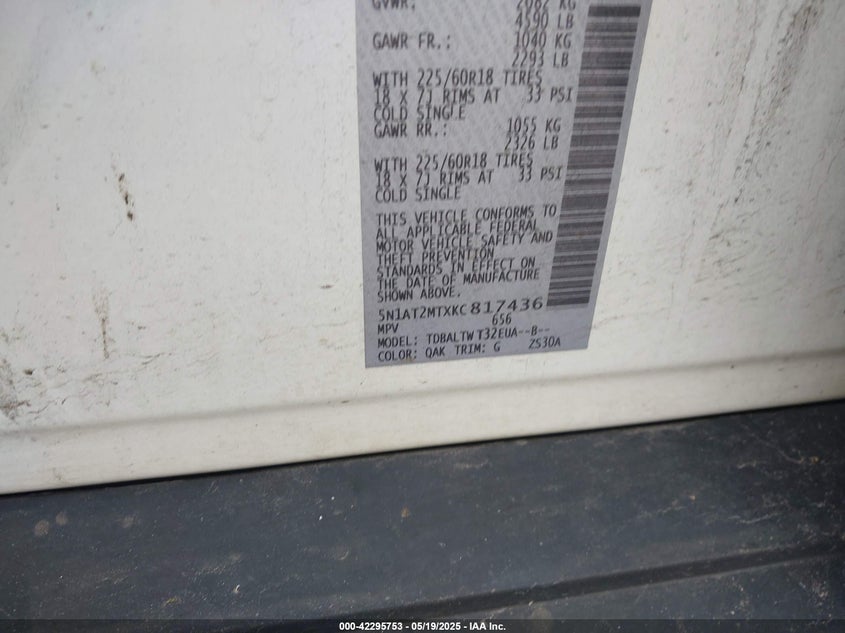 GVWR: 2082 KG
4590 LB
GAWR FR.: 1040 KG
2293 LB
WITH 225/60R18 TIRES
18 X 7J RIMS AT 33 PSI
COLD SINGLE
GAWR RR.: 1055 KG
2326 LB
WITH 225/60R18 TIRES
18 X 7J RIMS AT 33 PSI
COLD SINGLE
THIS VEHICLE CONFORMS TO
ALL APPLICABLE FEDERAL
MOTOR VEHICLE SAFETY AND
THEFT PREVENTION
STANDARDS IN EFFECT ON
THE DATE OF MANUFACTURE
SHOWN ABOVE.
5N1AT2MTXKC817436
MPV 656
MODEL: TDBALTWT32EUA--B--
COLOR: QAK TRIM: G ZS30A
000-42295753 — 05/19/2025 — IAA Inc.